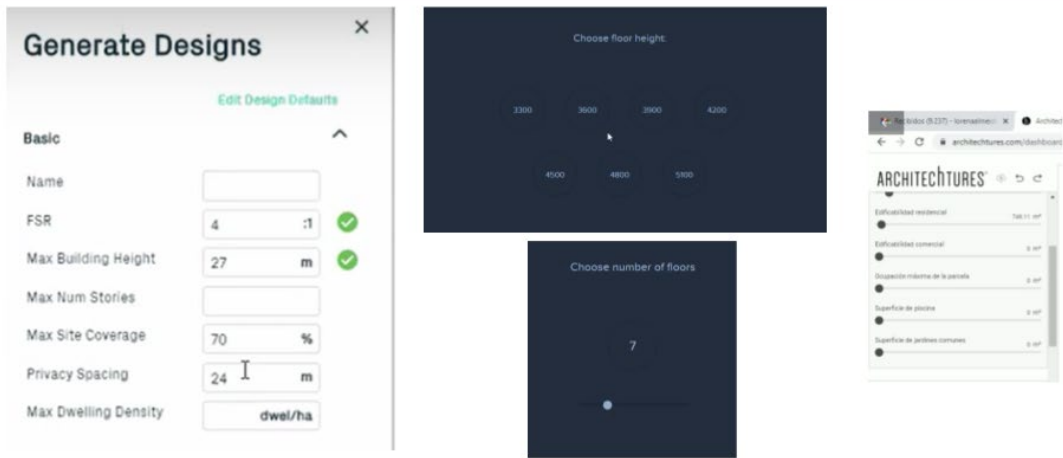 Generate Designs
Edit Design Defaults
Basic
Name
FSR 4 :1
Max Building Height 27 m
Max Num Stories
Max Site Coverage 70 %
Privacy Spacing 24 m
Max Dwelling Density dwel/ha
Choose floor height:
3300 3600 3900 4200
4500 4800 5100
Choose number of floors
7
architechtures.com/dashboard
ARCHITECHTURES
Edificabilidad residencial
Edificabilidad comercial 0 m²
Ocupación máxima de la parcela 0 m²
Superficie de piscina 0 m²
Superficie de jardines comunes 0 m²